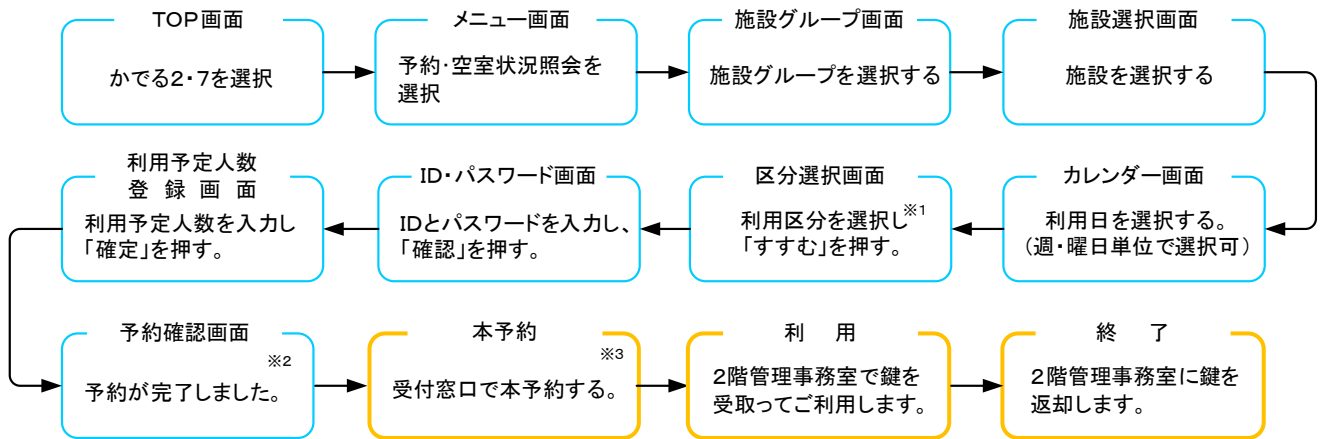 TOP画面
かでる2・7を選択
メニュー画面
予約・空室状況照会を
選択
施設グループ画面
施設グループを選択する
施設選択画面
施設を選択する
カレンダー画面
利用日を選択する。
(週・曜日単位で選択可)
区分選択画面
利用区分を選択し※1
「すすむ」を押す。
ID・パスワード画面
IDとパスワードを入力し、
「確認」を押す。
利用予定人数
登 録 画 面
利用予定人数を入力し
「確定」を押す。
予約確認画面
※2
予約が完了しました。
本予約
※3
受付窓口で本予約する。
利 用
2階管理事務室で鍵を
受取ってご利用します。
終 了
2階管理事務室に鍵を
返却します。